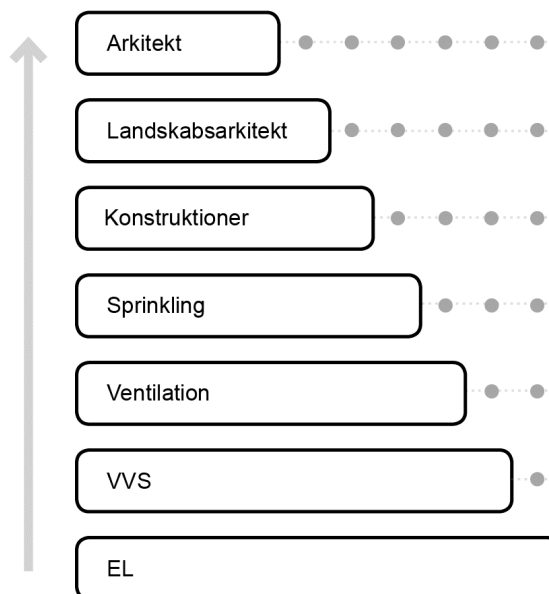 Arkitekt
Landskabsarkitekt
Konstruktioner
Sprinkling
Ventilation
VVS
EL